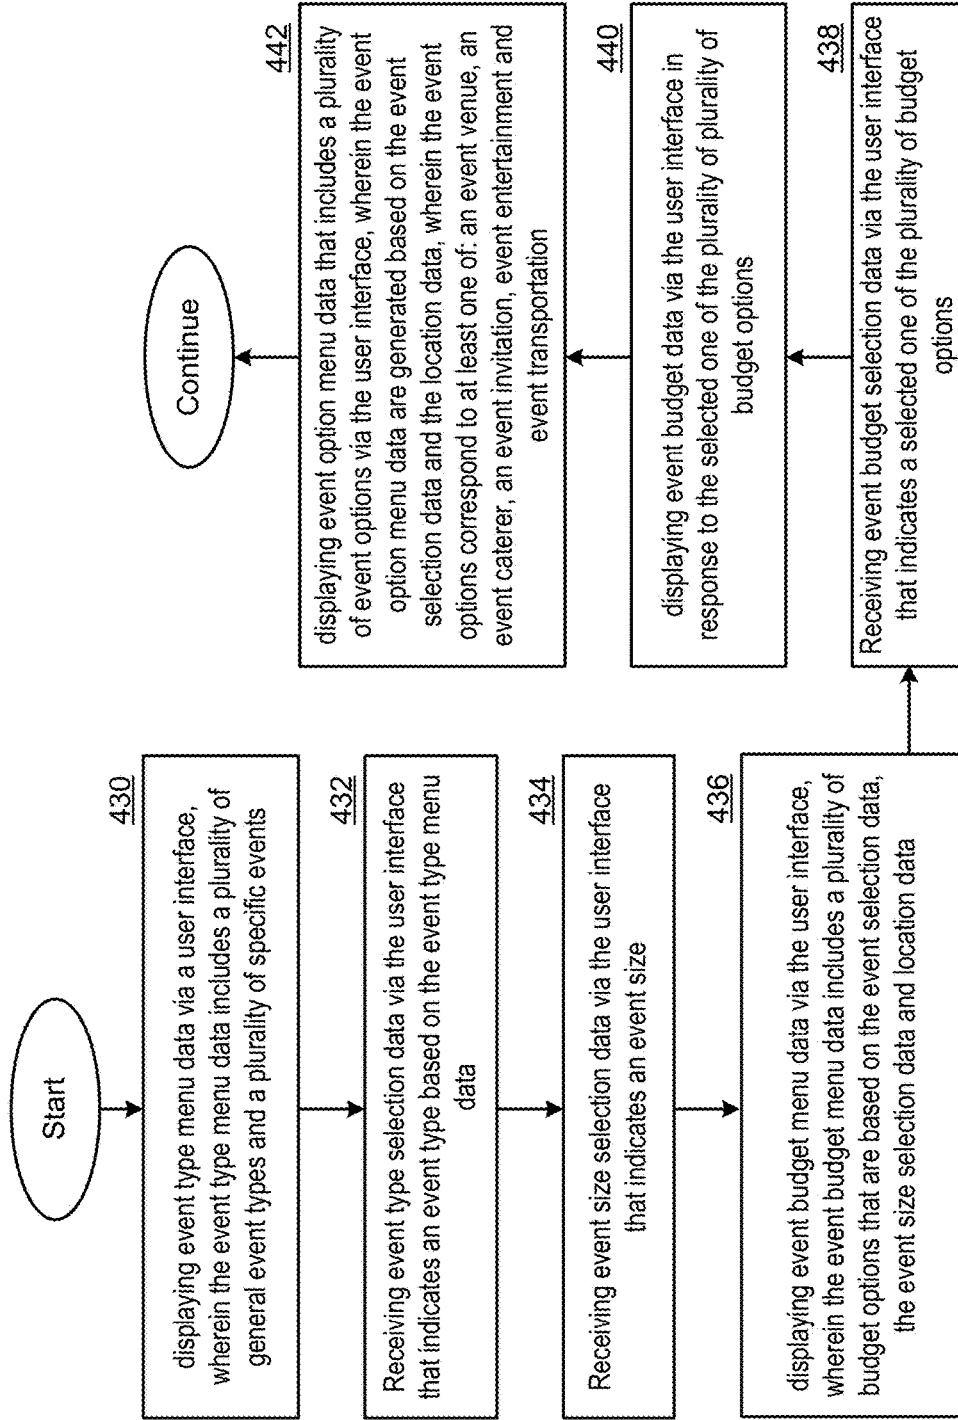 Start
430
displaying event type menu data via a user interface,
wherein the event type menu data includes a plurality of
general event types and a plurality of specific events
432
Receiving event type selection data via the user interface
that indicates an event type based on the event type menu
data
434
Receiving event size selection data via the user interface
that indicates an event size
436
displaying event budget menu data via the user interface,
wherein the event budget menu data includes a plurality of
budget options that are based on the event selection data,
the event size selection data and location data
438
Receiving event budget selection data via the user interface
that indicates a selected one of the plurality of budget
options
440
displaying event budget data via the user interface in
response to the selected one of the plurality of plurality of
budget options
442
displaying event option menu data that includes a plurality
of event options via the user interface, wherein the event
option menu data are generated based on the event
selection data and the location data, wherein the event
options correspond to at least one of: an event venue, an
event caterer, an event invitation, event entertainment and
event transportation
Continue